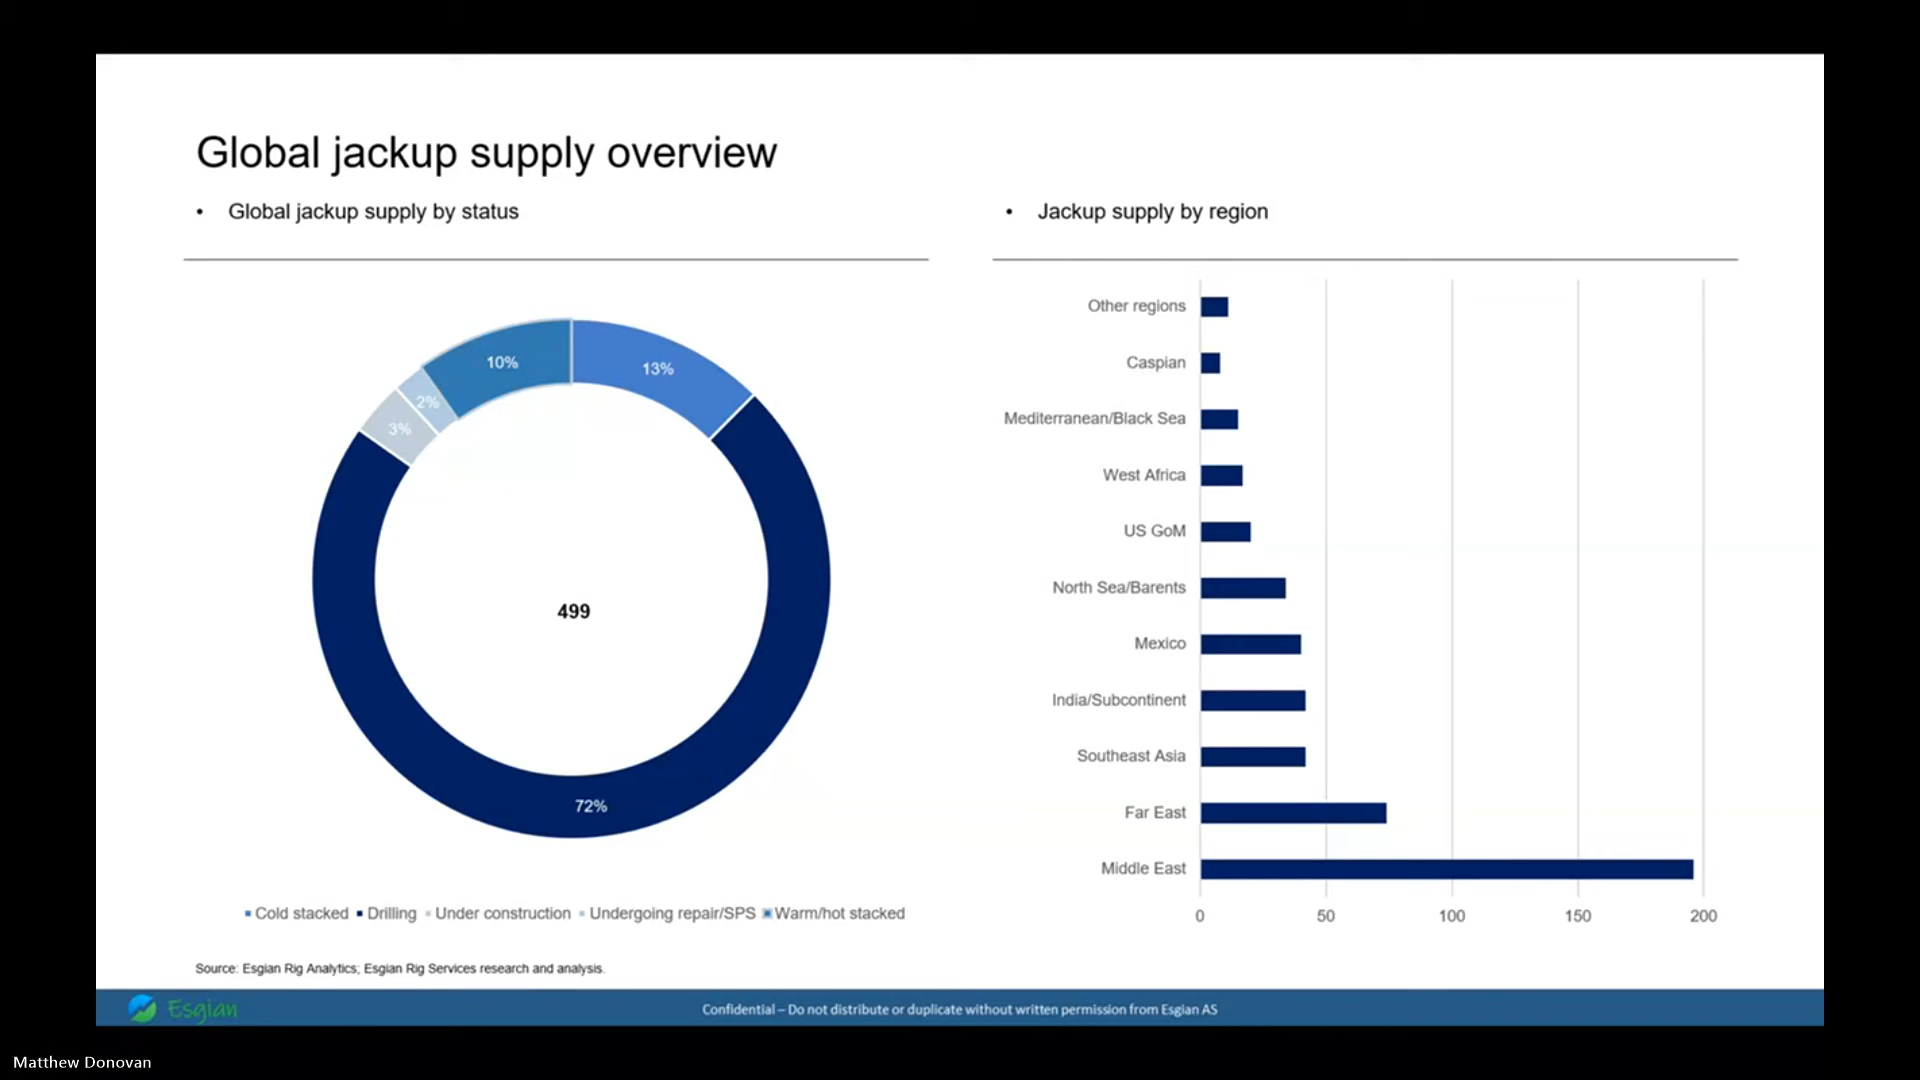 Global jackup supply overview
• Global jackup supply by status
10%
13%
2%
3%
499
72%
Cold stacked Drilling Under construction Undergoing repair/SPS Warm/hot stacked
• Jackup supply by region
Other regions
Caspian
Mediterranean/Black Sea
West Africa
US GoM
North Sea/Barents
Mexico
India/Subcontinent
Southeast Asia
Far East
Middle East
0 50 100 150 200
Source: Esgian Rig Analytics; Esgian Rig Services research and analysis.
Esgian
Confidential – Do not distribute or duplicate without written permission from Esgian AS
Matthew Donovan